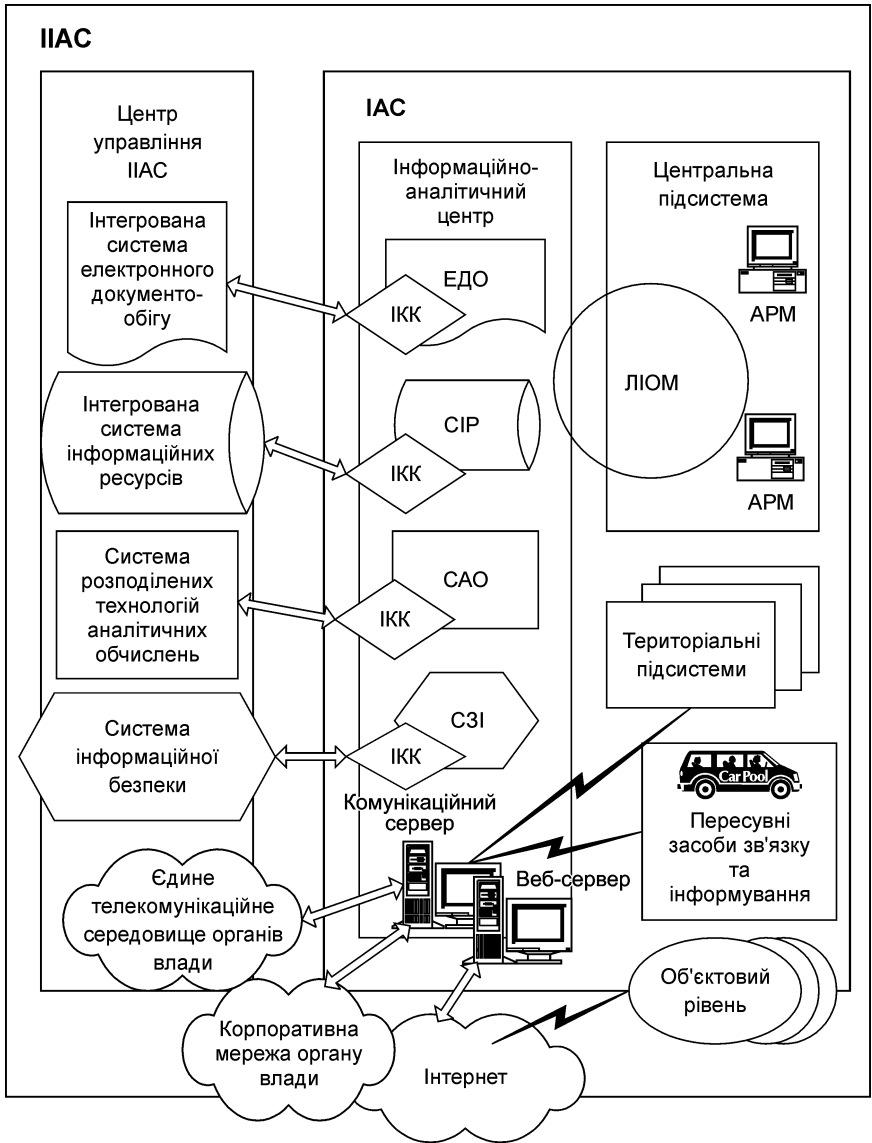 ІІАС
Центр
управління
ІІАС
Інтегрована
система
електронного
документо-
обігу
Інтегрована
система
інформаційних
ресурсів
Система
розподілених
технологій
аналітичних
обчислень
Система
інформаційної
безпеки
Єдине
телекомунікаційне
середовище органів
влади
ІАС
Інформаційно-
аналітичний
центр
ЕДО
ІКК
СІР
ІКК
САО
ІКК
СЗІ
ІКК
Комунікаційний
сервер
Веб-сервер
Центральна
підсистема
АРМ
ЛІОМ
АРМ
Територіальні
підсистеми
Car Pool
Пересувні
засоби зв'язку
та
інформування
Об'єктовий
рівень
Корпоративна
мережа органу
влади
Інтернет